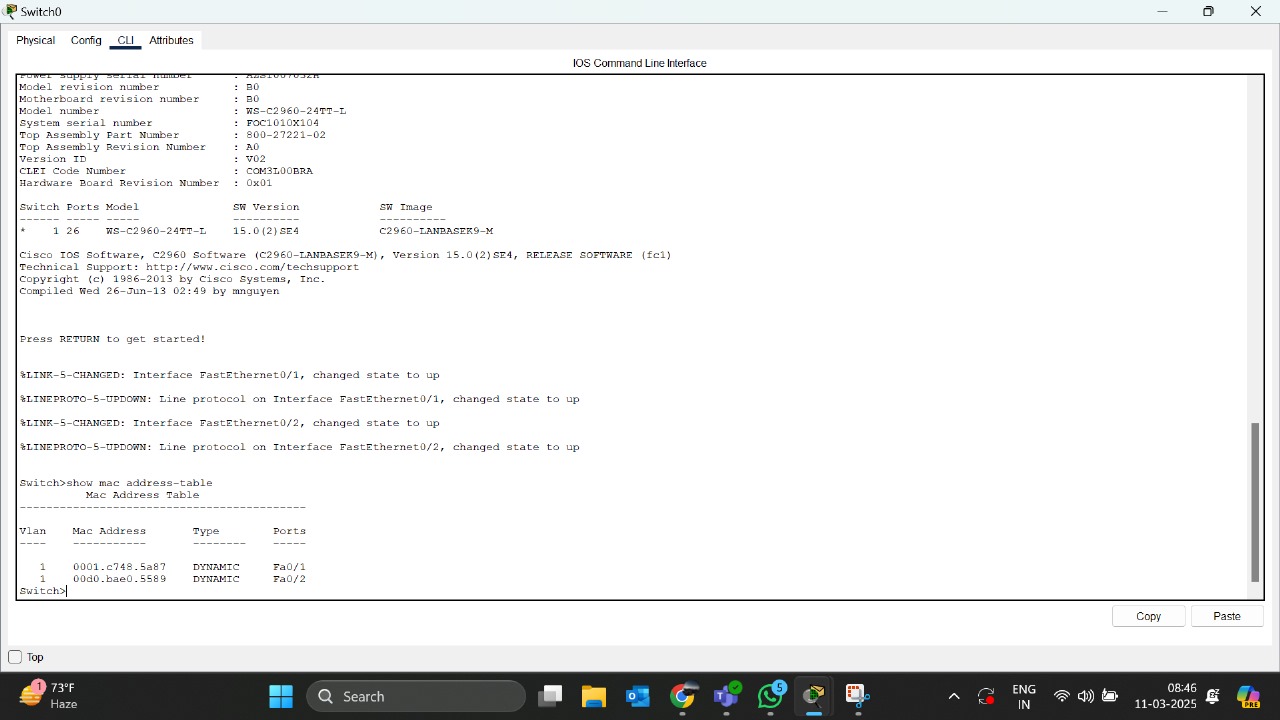 Switch0
Physical Config CLI Attributes
IOS Command Line Interface
Power supply serial number : AZS1007032H
Model revision number : B0
Motherboard revision number : B0
Model number : WS-C2960-24TT-L
System serial number : FOC1010X104
Top Assembly Part Number : 800-27221-02
Top Assembly Revision Number : A0
Version ID : V02
CLEI Code Number : COM3L00BRA
Hardware Board Revision Number : 0x01
Switch Ports Model SW Version SW Image
------ ----- ----- ---------- ----------
* 1 26 WS-C2960-24TT-L 15.0(2)SE4 C2960-LANBASEK9-M
Cisco IOS Software, C2960 Software (C2960-LANBASEK9-M), Version 15.0(2)SE4, RELEASE SOFTWARE (fc1)
Technical Support: http://www.cisco.com/techsupport
Copyright (c) 1986-2013 by Cisco Systems, Inc.
Compiled Wed 26-Jun-13 02:49 by mnguyen
Press RETURN to get started!
%LINK-5-CHANGED: Interface FastEthernet0/1, changed state to up
%LINEPROTO-5-UPDOWN: Line protocol on Interface FastEthernet0/1, changed state to up
%LINK-5-CHANGED: Interface FastEthernet0/2, changed state to up
%LINEPROTO-5-UPDOWN: Line protocol on Interface FastEthernet0/2, changed state to up
Switch>show mac address-table
Mac Address Table
-------------------------------------------
Vlan Mac Address Type Ports
---- ----------- -------- -----
1 0001.c748.5a87 DYNAMIC Fa0/1
1 00d0.bae0.5589 DYNAMIC Fa0/2
Switch>
Copy Paste
Top
1
73°F
Haze
Search
5
ENG
IN
08:46
11-03-2025
PRE